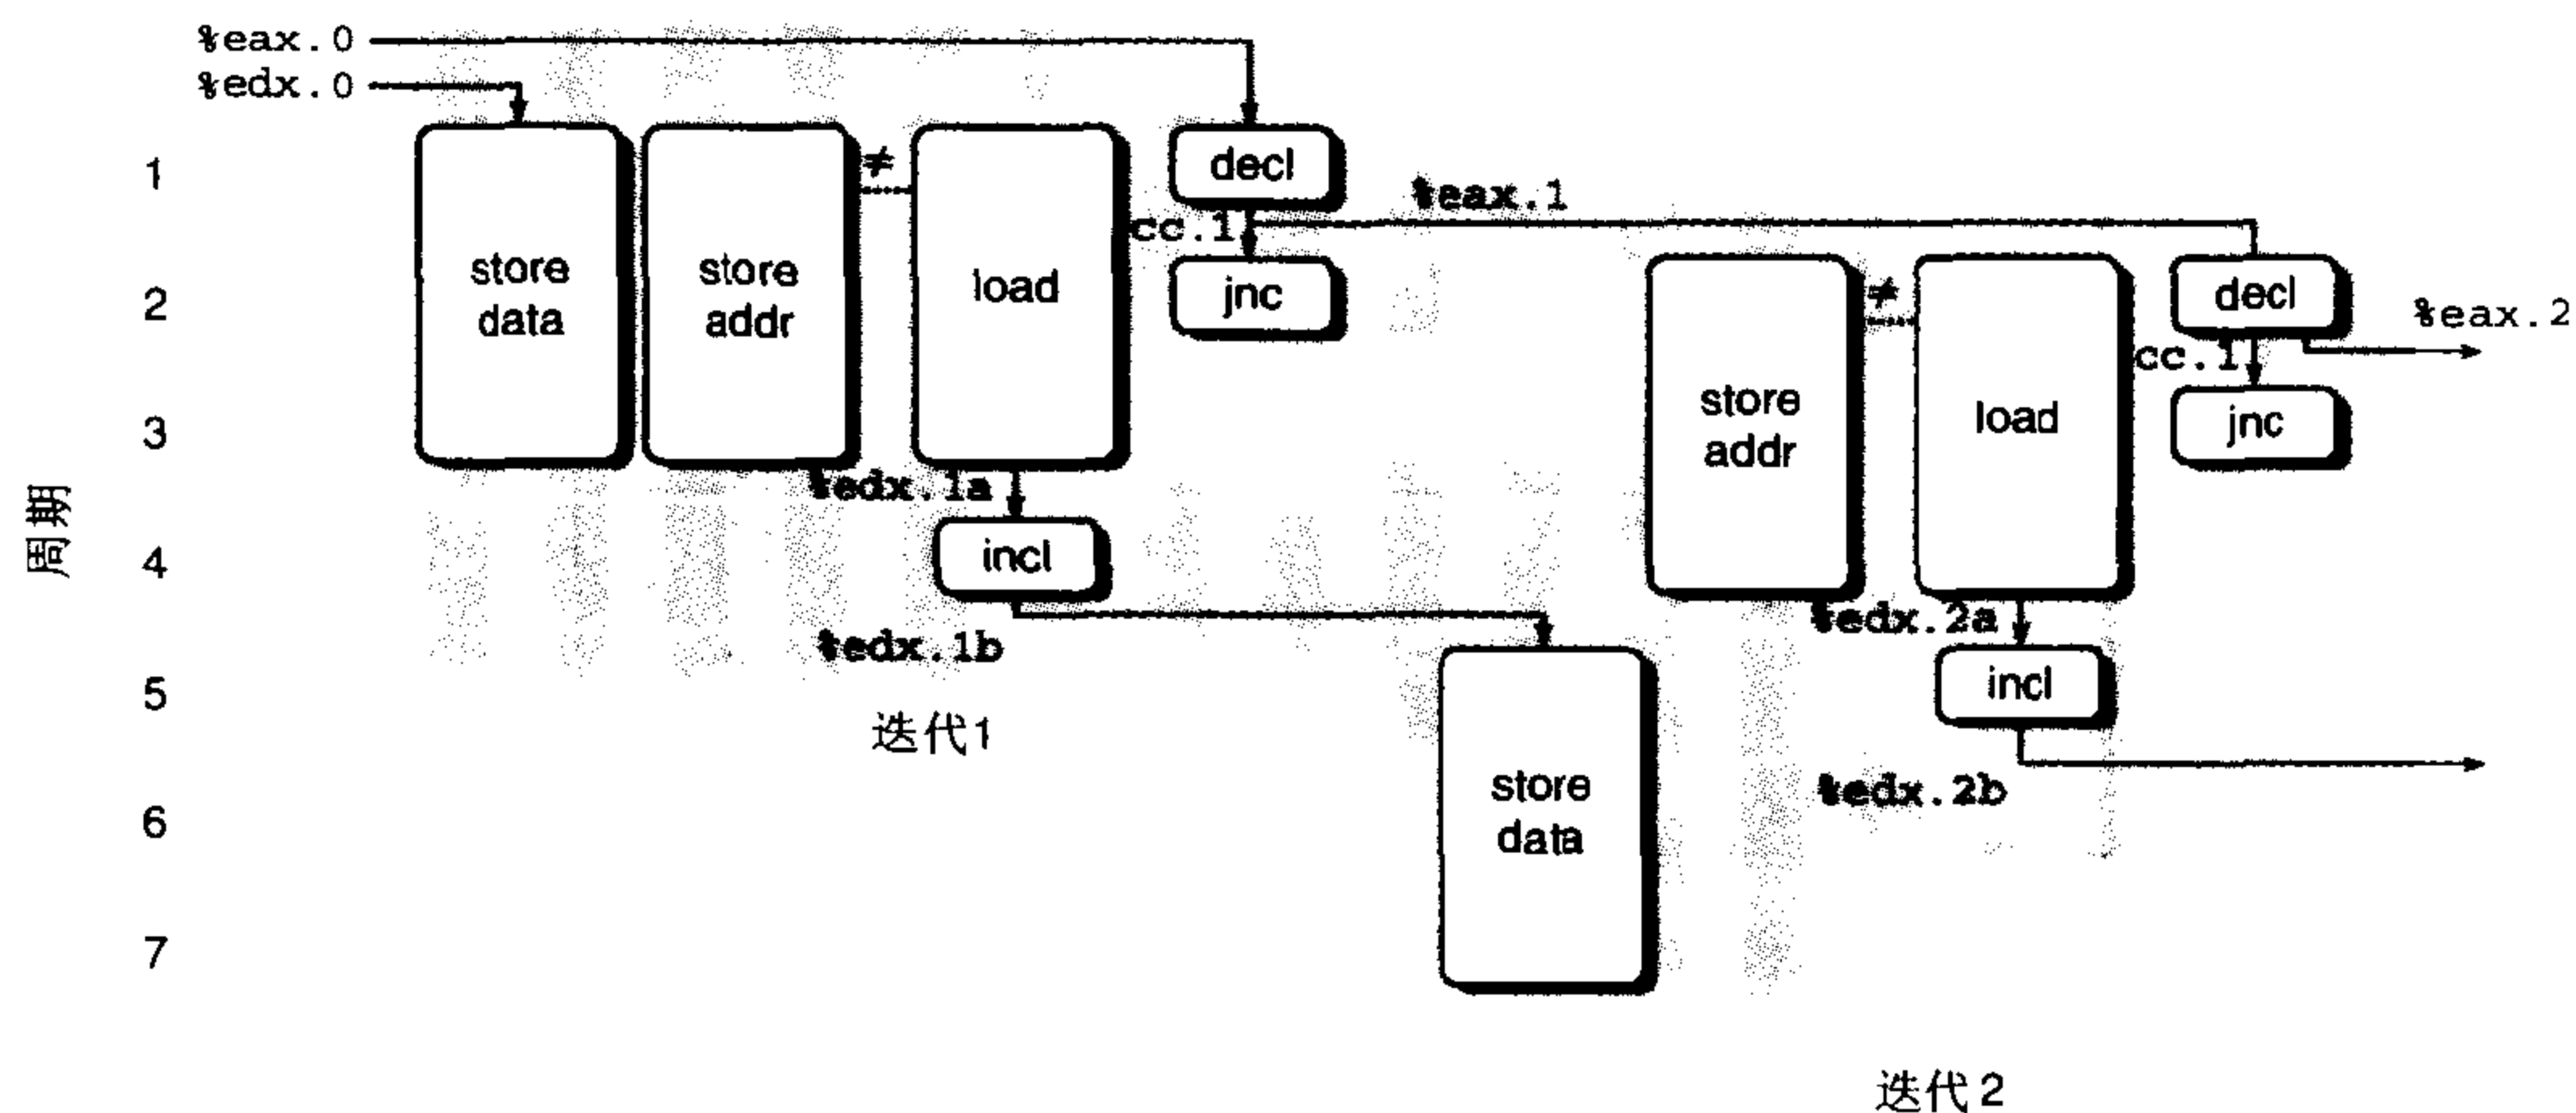 %eax.0
%edx.0
周期
1
2
3
4
5
6
7
store
data
store
addr
≠
load
decl
cc.1
jnc
%edx.1a
incl
%edx.1b
迭代1
%eax.1
store
data
store
addr
≠
load
decl
cc.1
jnc
%eax.2
%edx.2a
incl
%edx.2b
迭代2